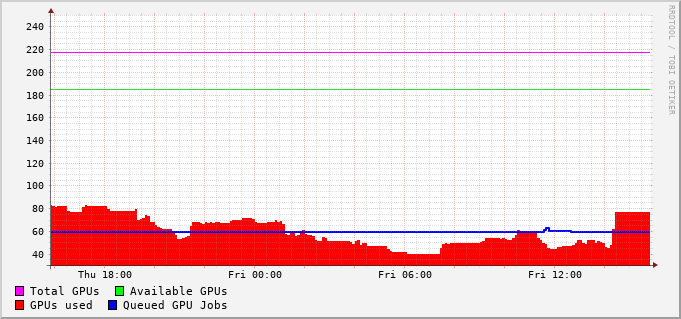 RRDTOOL / TOBI OETIKER
240
220
200
180
160
140
120
100
80
60
40
Thu 18:00 Fri 00:00 Fri 06:00 Fri 12:00
Total GPUs Available GPUs
GPUs used Queued GPU Jobs